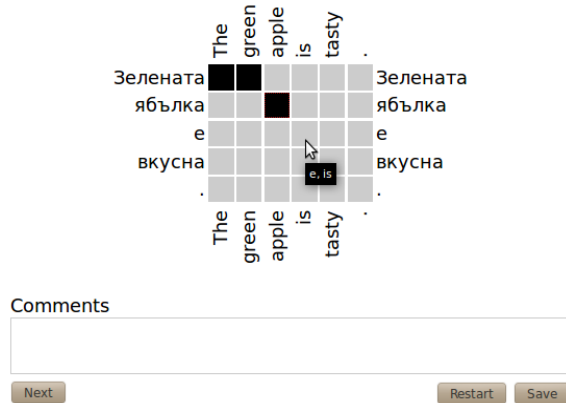 The green apple is tasty .
Зелената Зелената
ябълка ябълка
е е
e, is
вкусна вкусна
. .
The green apple is tasty .
Comments
Next Restart Save